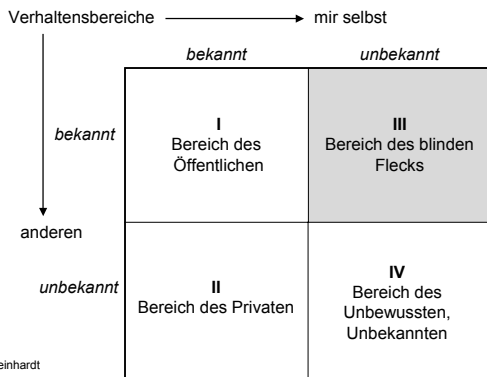 Verhaltensbereiche mir selbst
bekannt unbekannt
bekannt
I
Bereich des
Öffentlichen
III
Bereich des blinden
Flecks
anderen
unbekannt
II
Bereich des Privaten
IV
Bereich des
Unbewussten,
Unbekannten
einhardt